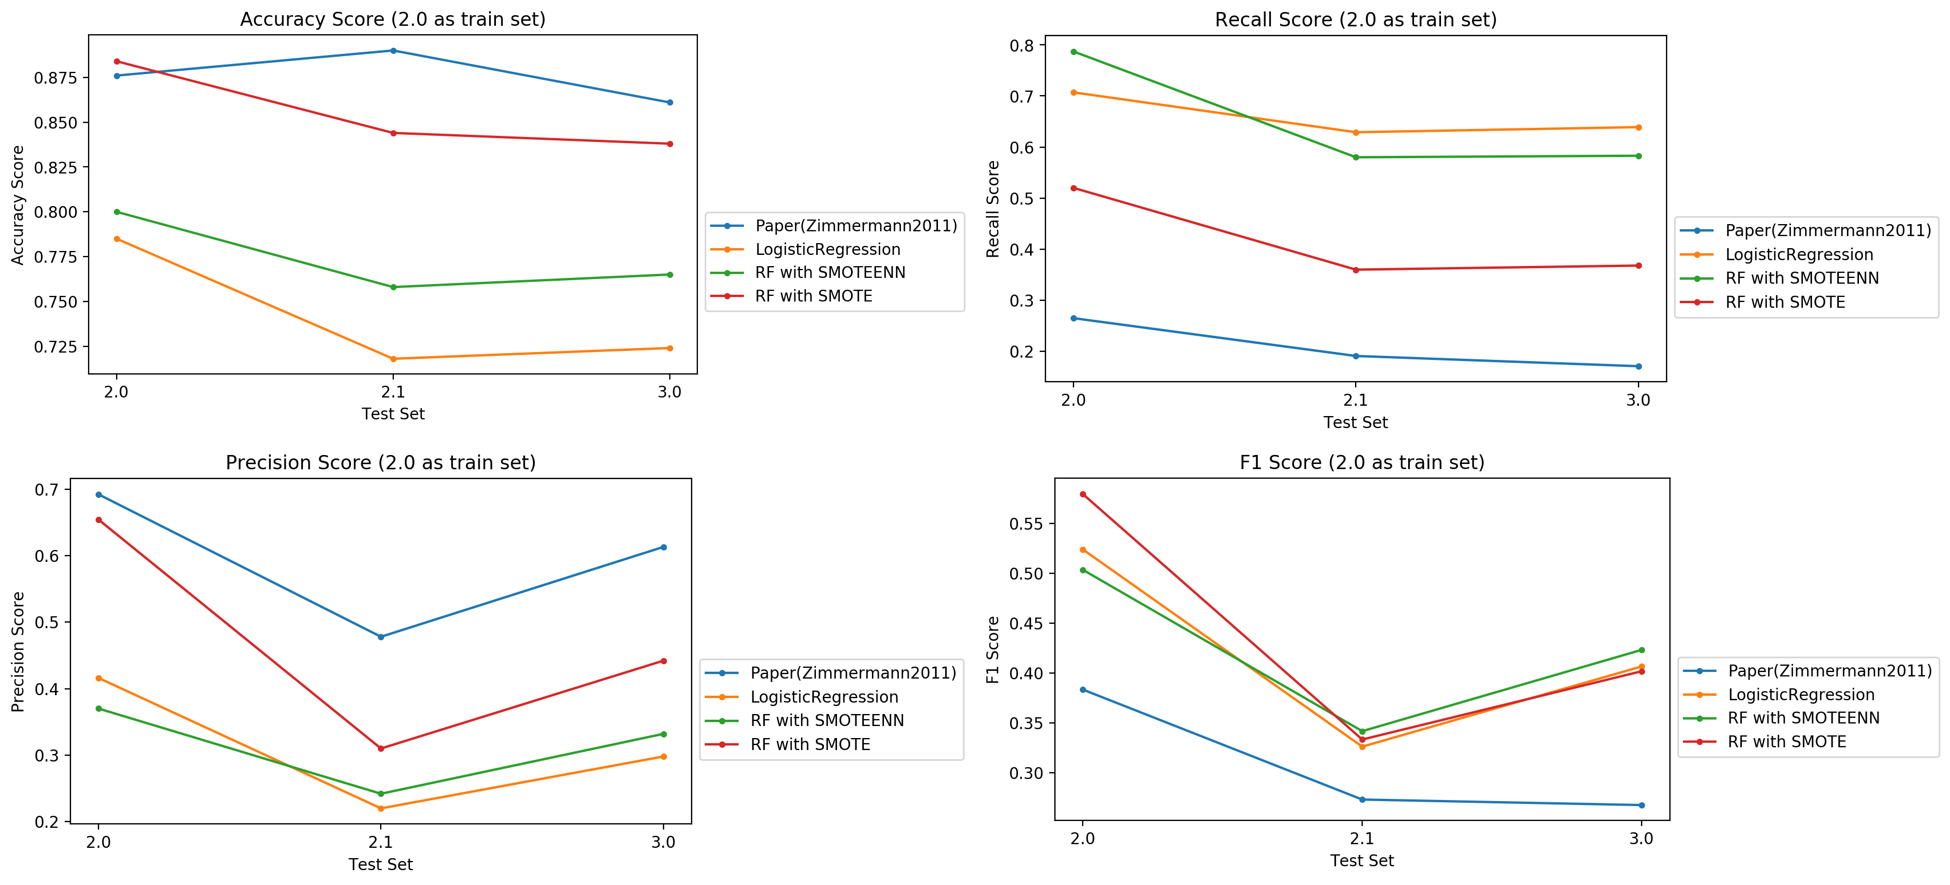 Accuracy Score (2.0 as train set)
Accuracy Score
0.875
0.850
0.825
0.800
0.775
0.750
0.725
2.0 2.1 3.0
Test Set
Paper(Zimmermann2011)
LogisticRegression
RF with SMOTEENN
RF with SMOTE
Recall Score (2.0 as train set)
Recall Score
0.8
0.7
0.6
0.5
0.4
0.3
0.2
2.0 2.1 3.0
Test Set
Paper(Zimmermann2011)
LogisticRegression
RF with SMOTEENN
RF with SMOTE
Precision Score (2.0 as train set)
Precision Score
0.7
0.6
0.5
0.4
0.3
0.2
2.0 2.1 3.0
Test Set
Paper(Zimmermann2011)
LogisticRegression
RF with SMOTEENN
RF with SMOTE
F1 Score (2.0 as train set)
F1 Score
0.55
0.50
0.45
0.40
0.35
0.30
2.0 2.1 3.0
Test Set
Paper(Zimmermann2011)
LogisticRegression
RF with SMOTEENN
RF with SMOTE